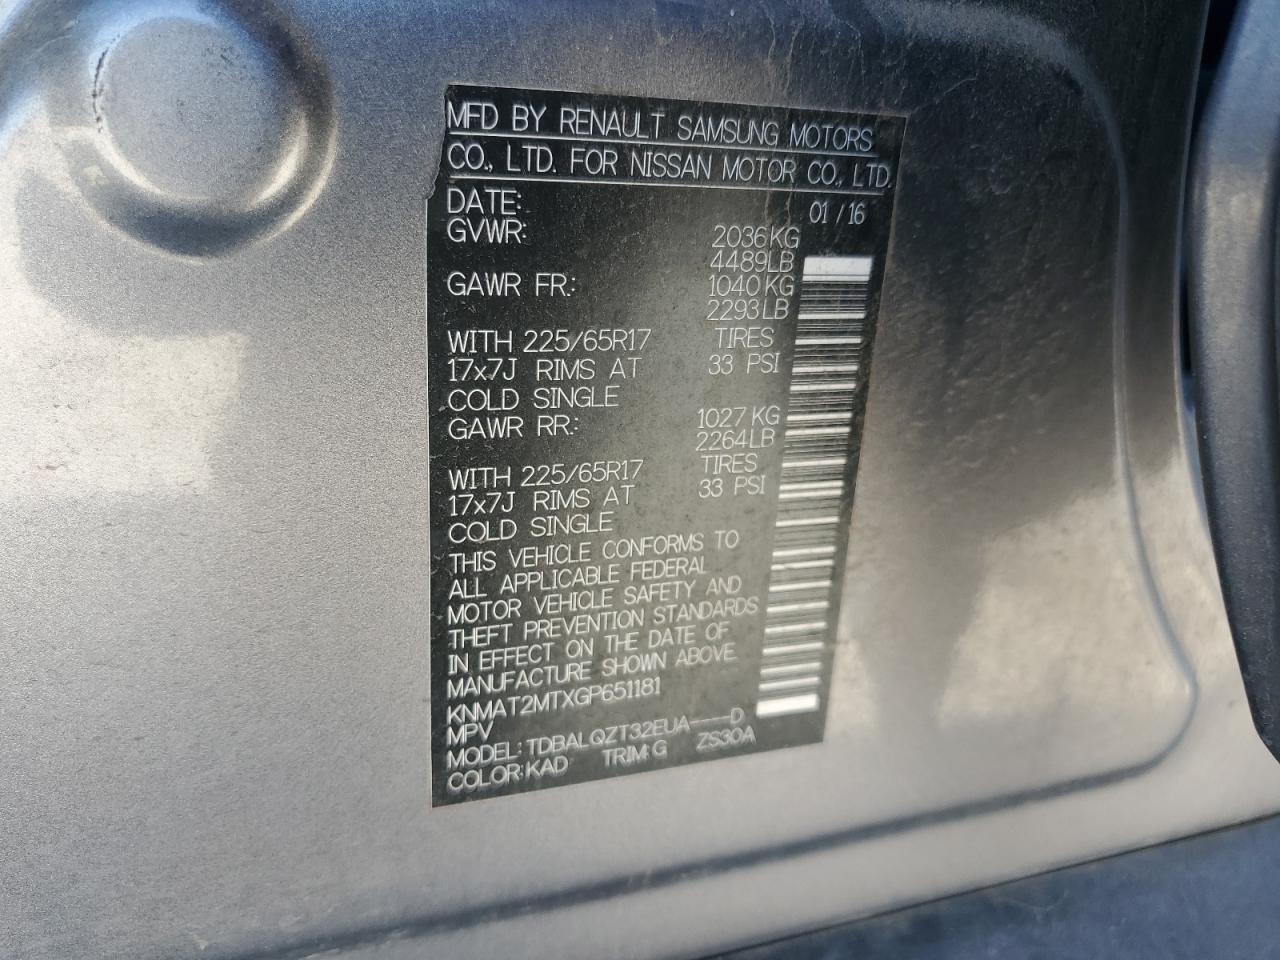 MFD BY RENAULT SAMSUNG MOTORS
CO., LTD. FOR NISSAN MOTOR CO., LTD.
DATE: 01 / 16
GVWR: 2036KG
4489LB
GAWR FR.: 1040KG
2293LB
WITH 225/65R17 TIRES
17x7J RIMS AT 33 PSI
COLD SINGLE
GAWR RR.: 1027KG
2264LB
WITH 225/65R17 TIRES
17x7J RIMS AT 33 PSI
COLD SINGLE
THIS VEHICLE CONFORMS TO
ALL APPLICABLE FEDERAL
MOTOR VEHICLE SAFETY AND
THEFT PREVENTION STANDARDS
IN EFFECT ON THE DATE OF
MANUFACTURE SHOWN ABOVE.
KNMAT2MTXGP651181
MPV
MODEL: TDBALQZT32EUA----D
COLOR: KAD TRIM: G ZS30A